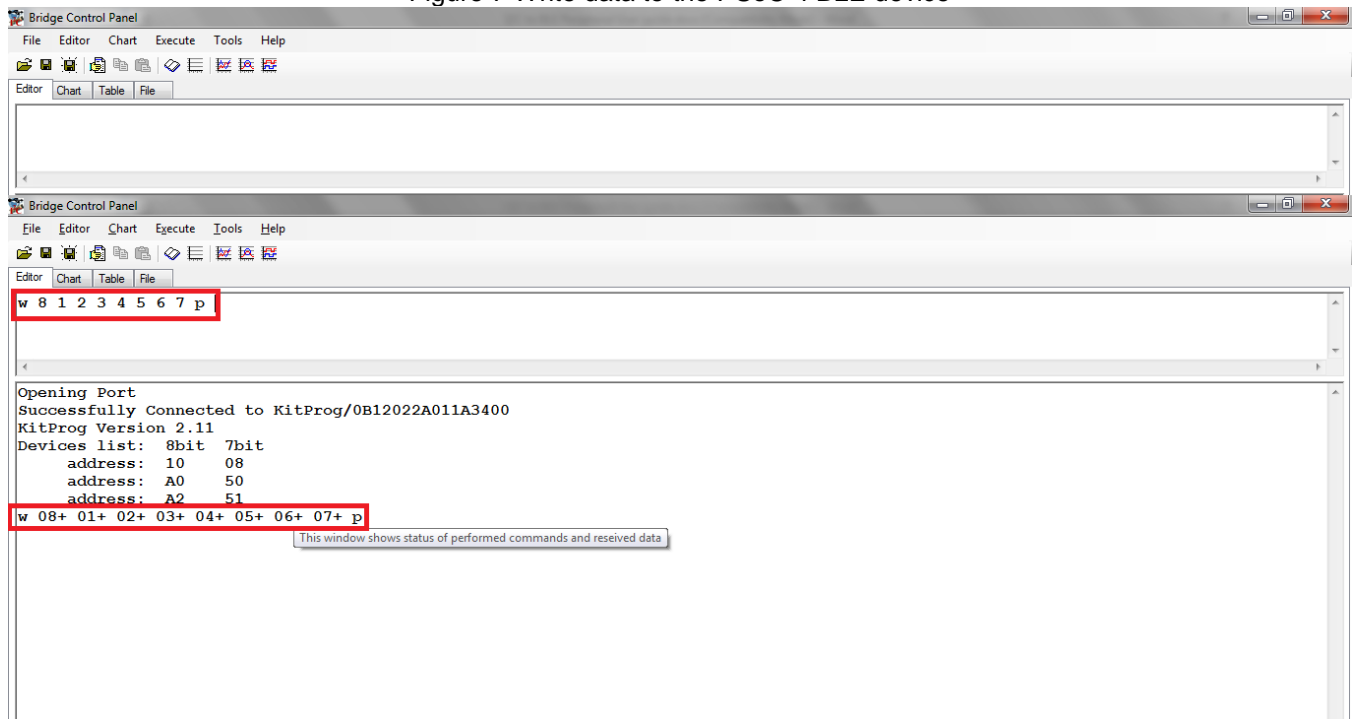 Bridge Control Panel
File Editor Chart Execute Tools Help
Editor Chart Table File
Bridge Control Panel
File Editor Chart Execute Tools Help
Editor Chart Table File
w 8 1 2 3 4 5 6 7 p
Opening Port
Successfully Connected to KitProg/0B12022A011A3400
KitProg Version 2.11
Devices list: 8bit 7bit
address: 10 08
address: A0 50
address: A2 51
w 08+ 01+ 02+ 03+ 04+ 05+ 06+ 07+ p
This window shows status of performed commands and reseived data